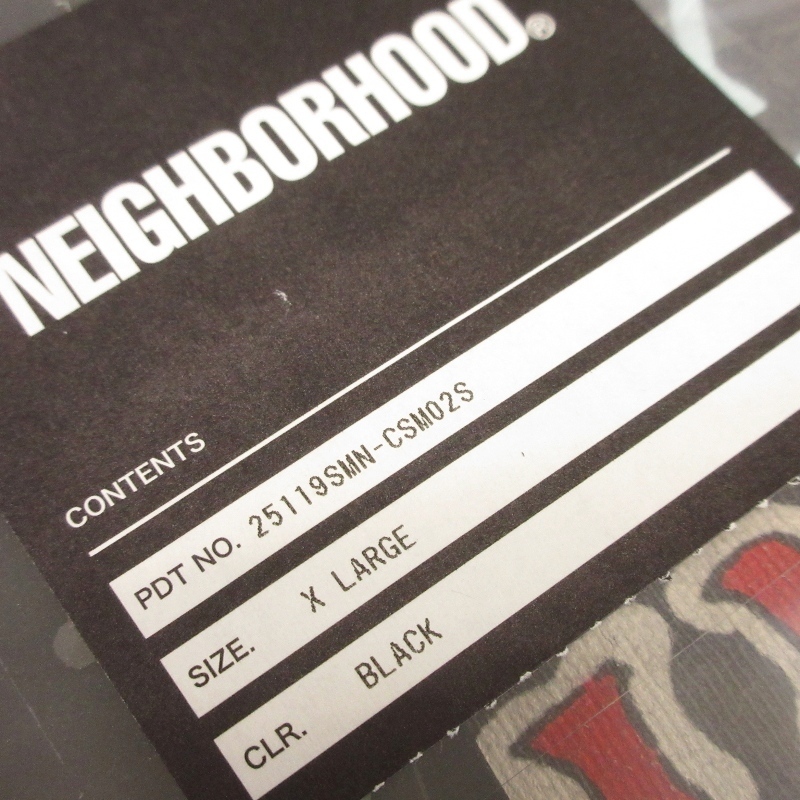 NEIGHBORHOOD®
CONTENTS
PDT NO. 25119SMN-CSM02S
SIZE. X LARGE
CLR. BLACK